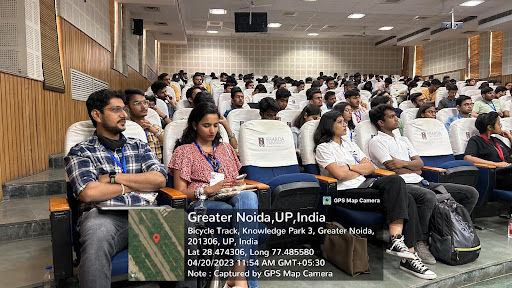 SHARDA
GPS Map Camera
Greater Noida,UP,India
Bicycle Track, Knowledge Park 3, Greater Noida,
201306, UP, India
Lat 28.474306, Long 77.485580
04/20/2023 11:54 AM GMT+05:30
Note : Captured by GPS Map Camera